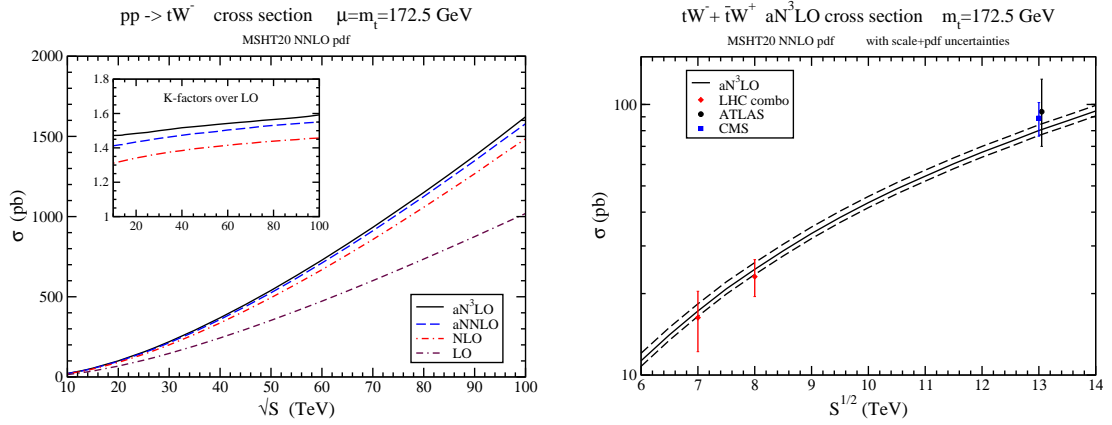 pp -> tW⁻ cross section μ=mₜ=172.5 GeV
MSHT20 NNLO pdf
σ (pb)
2000
1500
1000
500
0
1.8
1.6
1.4
1.2
1
K-factors over LO
20 40 60 80 100
aN³LO
aNNLO
NLO
LO
10 20 30 40 50 60 70 80 90 100
√S (TeV)
tW⁻ + t̄W⁺ aN³LO cross section mₜ=172.5 GeV
MSHT20 NNLO pdf with scale+pdf uncertainties
aN³LO
LHC combo
ATLAS
CMS
σ (pb)
100
10
6 7 8 9 10 11 12 13 14
S^{1/2} (TeV)